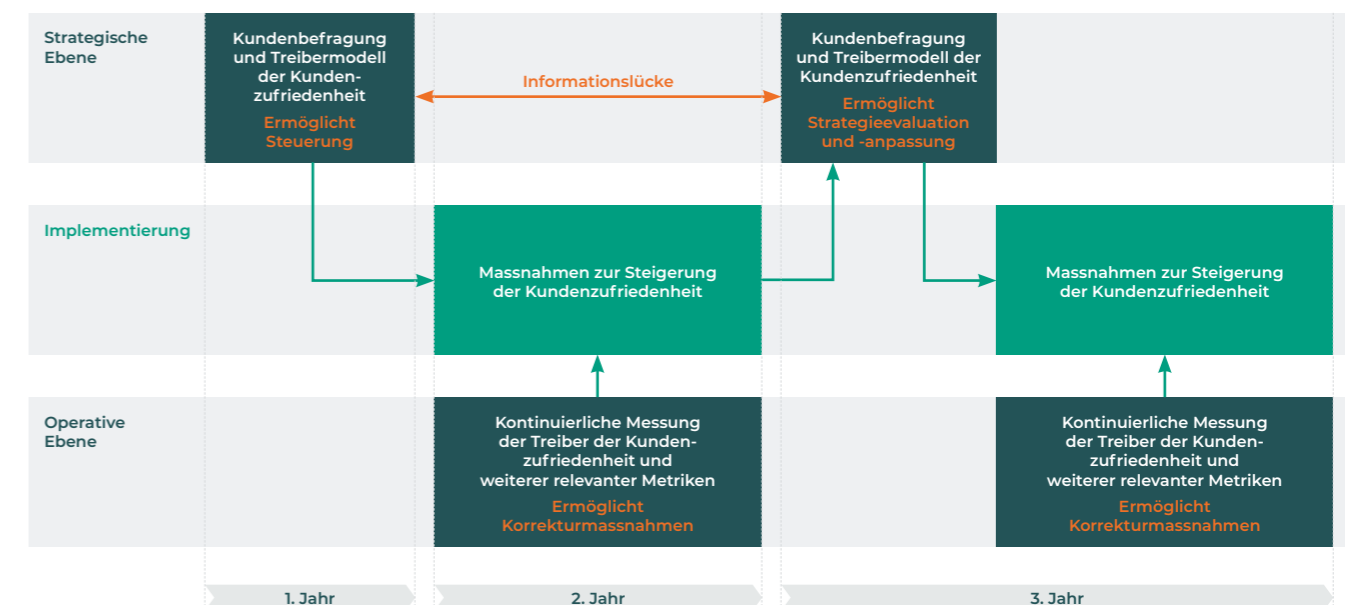 Strategische
Ebene
Kundenbefragung
und Treibermodell
der Kunden-
zufriedenheit
Ermöglicht
Steuerung
Informationslücke
Kundenbefragung
und Treibermodell der
Kundenzufriedenheit
Ermöglicht
Strategieevaluation
und -anpassung
Implementierung
Massnahmen zur Steigerung
der Kundenzufriedenheit
Massnahmen zur Steigerung
der Kundenzufriedenheit
Operative
Ebene
Kontinuierliche Messung
der Treiber der Kunden-
zufriedenheit und
weiterer relevanter Metriken
Ermöglicht
Korrekturmassnahmen
Kontinuierliche Messung
der Treiber der Kunden-
zufriedenheit und
weiterer relevanter Metriken
Ermöglicht
Korrekturmassnahmen
1. Jahr
2. Jahr
3. Jahr